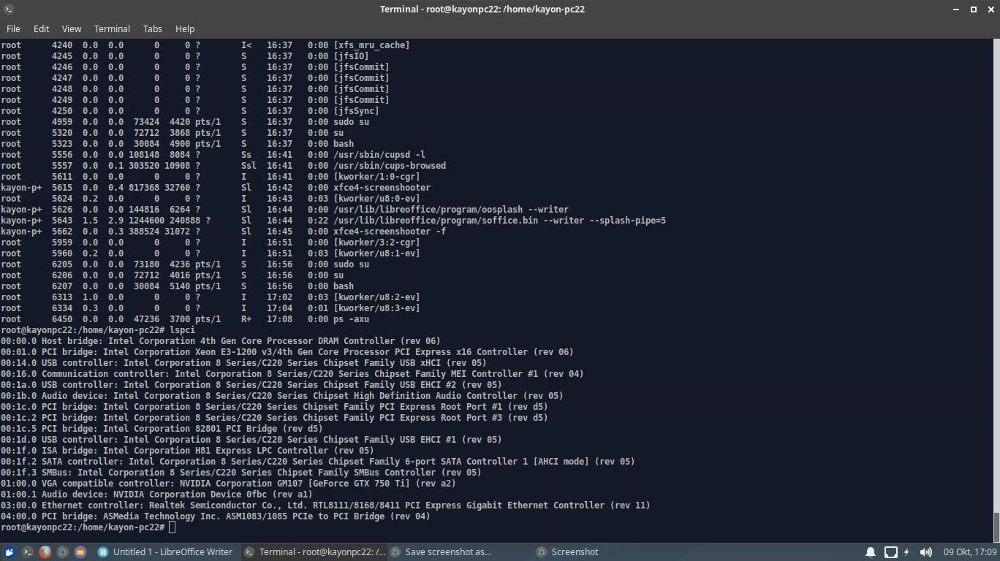 Terminal - root@kayonpc22: /home/kayon-pc22
File Edit View Terminal Tabs Help
root 4240 0.0 0.0 0 0 ? I< 16:37 0:00 [xfs_mru_cache]
root 4245 0.0 0.0 0 0 ? S 16:37 0:00 [jfsIO]
root 4246 0.0 0.0 0 0 ? S 16:37 0:00 [jfsCommit]
root 4247 0.0 0.0 0 0 ? S 16:37 0:00 [jfsCommit]
root 4248 0.0 0.0 0 0 ? S 16:37 0:00 [jfsCommit]
root 4249 0.0 0.0 0 0 ? S 16:37 0:00 [jfsCommit]
root 4250 0.0 0.0 0 0 ? S 16:37 0:00 [jfsSync]
root 4959 0.0 0.0 73424 4420 pts/1 S 16:37 0:00 sudo su
root 5320 0.0 0.0 72712 3868 pts/1 S 16:37 0:00 su
root 5323 0.0 0.0 30084 4900 pts/1 S 16:37 0:00 bash
root 5556 0.0 0.0 108148 8084 ? Ss 16:41 0:00 /usr/sbin/cupsd -l
root 5557 0.0 0.1 303520 10908 ? Ssl 16:41 0:00 /usr/sbin/cups-browsed
root 5611 0.0 0.0 0 0 ? I 16:41 0:00 [kworker/1:0-cgr]
kayon-p+ 5615 0.0 0.4 817368 32760 ? Sl 16:42 0:00 xfce4-screenshooter
root 5624 0.2 0.0 0 0 ? I 16:43 0:03 [kworker/u8:0-ev]
kayon-p+ 5626 0.0 0.0 144816 6264 ? Sl 16:44 0:00 /usr/lib/libreoffice/program/oosplash --writer
kayon-p+ 5643 1.5 2.9 1244600 240888 ? Sl 16:44 0:22 /usr/lib/libreoffice/program/soffice.bin --writer --splash-pipe=5
kayon-p+ 5662 0.0 0.3 388524 31072 ? Sl 16:45 0:00 xfce4-screenshooter -f
root 5959 0.0 0.0 0 0 ? I 16:51 0:00 [kworker/3:2-cgr]
root 5960 0.2 0.0 0 0 ? I 16:51 0:03 [kworker/u8:1-ev]
root 6205 0.0 0.0 73180 4236 pts/1 S 16:56 0:00 sudo su
root 6206 0.0 0.0 72712 4016 pts/1 S 16:56 0:00 su
root 6207 0.0 0.0 30084 5140 pts/1 S 16:56 0:00 bash
root 6313 1.0 0.0 0 0 ? I 17:02 0:03 [kworker/u8:2-ev]
root 6334 0.3 0.0 0 0 ? I 17:04 0:01 [kworker/u8:3-ev]
root 6450 0.0 0.0 47236 3700 pts/1 R+ 17:08 0:00 ps -axu
root@kayonpc22:/home/kayon-pc22# lspci
00:00.0 Host bridge: Intel Corporation 4th Gen Core Processor DRAM Controller (rev 06)
00:01.0 PCI bridge: Intel Corporation Xeon E3-1200 v3/4th Gen Core Processor PCI Express x16 Controller (rev 06)
00:14.0 USB controller: Intel Corporation 8 Series/C220 Series Chipset Family USB xHCI (rev 05)
00:16.0 Communication controller: Intel Corporation 8 Series/C220 Series Chipset Family MEI Controller #1 (rev 04)
00:1a.0 USB controller: Intel Corporation 8 Series/C220 Series Chipset Family USB EHCI #2 (rev 05)
00:1b.0 Audio device: Intel Corporation 8 Series/C220 Series Chipset High Definition Audio Controller (rev 05)
00:1c.0 PCI bridge: Intel Corporation 8 Series/C220 Series Chipset Family PCI Express Root Port #1 (rev d5)
00:1c.2 PCI bridge: Intel Corporation 8 Series/C220 Series Chipset Family PCI Express Root Port #3 (rev d5)
00:1c.5 PCI bridge: Intel Corporation 82801 PCI Bridge (rev d5)
00:1d.0 USB controller: Intel Corporation 8 Series/C220 Series Chipset Family USB EHCI #1 (rev 05)
00:1f.0 ISA bridge: Intel Corporation H81 Express LPC Controller (rev 05)
00:1f.2 SATA controller: Intel Corporation 8 Series/C220 Series Chipset Family 6-port SATA Controller 1 [AHCI mode] (rev 05)
00:1f.3 SMBus: Intel Corporation 8 Series/C220 Series Chipset Family SMBus Controller (rev 05)
01:00.0 VGA compatible controller: NVIDIA Corporation GM107 [GeForce GTX 750 Ti] (rev a2)
01:00.1 Audio device: NVIDIA Corporation Device 0fbc (rev a1)
03:00.0 Ethernet controller: Realtek Semiconductor Co., Ltd. RTL8111/8168/8411 PCI Express Gigabit Ethernet Controller (rev 11)
04:00.0 PCI bridge: ASMedia Technology Inc. ASM1083/1085 PCIe to PCI Bridge (rev 04)
root@kayonpc22:/home/kayon-pc22#
Untitled 1 - LibreOffice Writer Terminal - root@kayonpc22: /... Save screenshot as... Screenshot 09 Okt, 17:09